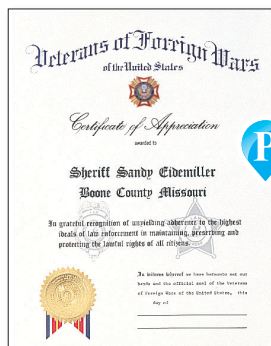 Veterans of Foreign Wars
of the United States
Certificate of Appreciation
awarded to
Sheriff Sandy Eidemiller
Boone County Missouri
In grateful recognition of unyielding adherence to the highest
ideals of law enforcement in maintaining, preserving and
protecting the lawful rights of all citizens.
In witness whereof we have hereunto set our
hands and the official seal of the Veterans
of Foreign Wars of the United States, this
day of
P